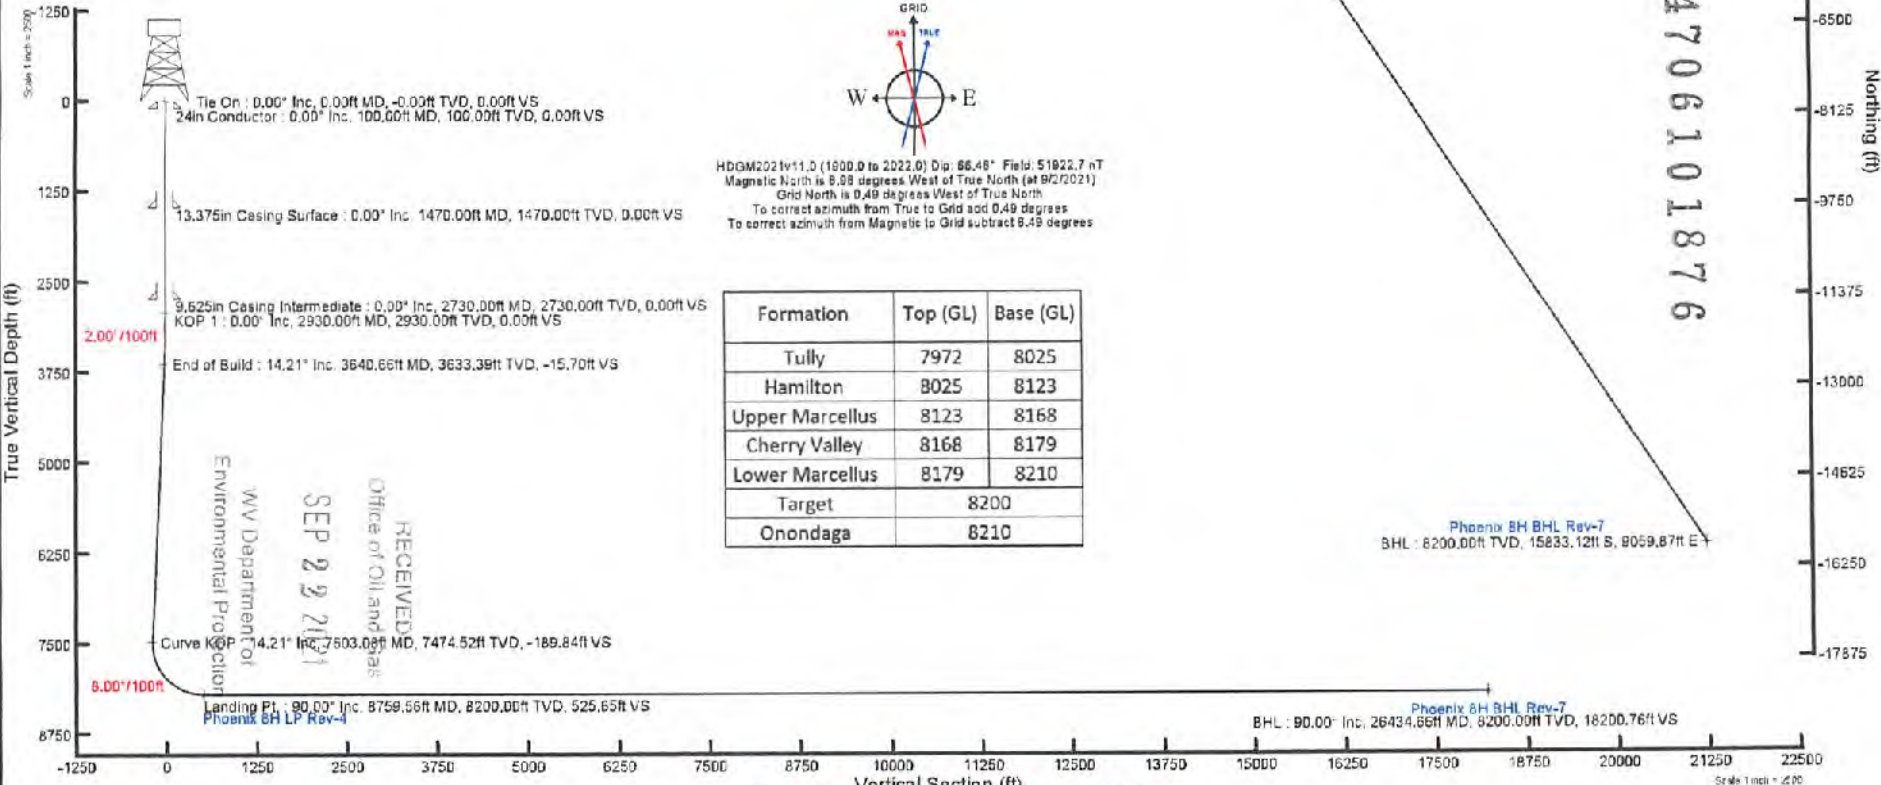 Scale 1 inch = 2500
-1250
0
1250
2500
3750
5000
6250
7500
8750
True Vertical Depth (ft)
Tie On : 0.00° Inc, 0.00ft MD, -0.00ft TVD, 0.00ft VS
24in Conductor : 0.00° Inc, 100.00ft MD, 100.00ft TVD, 0.00ft VS
13.375in Casing Surface : 0.00° Inc, 1470.00ft MD, 1470.00ft TVD, 0.00ft VS
9.625in Casing Intermediate : 0.00° Inc, 2730.00ft MD, 2730.00ft TVD, 0.00ft VS
KOP 1 : 0.00° Inc, 2930.00ft MD, 2930.00ft TVD, 0.00ft VS
2.00°/100ft
End of Build : 14.21° Inc, 3640.66ft MD, 3633.39ft TVD, -15.70ft VS
Curve KOP : 14.21° Inc, 7603.08ft MD, 7474.52ft TVD, -189.84ft VS
6.00°/100ft
Landing Pt. : 90.00° Inc, 8759.56ft MD, 8200.00ft TVD, 525.65ft VS
Phoenix 8H LP Rev-4
RECEIVED
Office of Oil and Gas
SEP 22 2021
WV Department of
Environmental Protection
GRID
MAG TRUE
W E
HDGM2021v11.0 (1900.0 to 2022.0) Dip: 66.46° Field: 51922.7 nT
Magnetic North is 8.98 degrees West of True North (at 9/2/2021)
Grid North is 0.49 degrees West of True North
To correct azimuth from True to Grid add 0.49 degrees
To correct azimuth from Magnetic to Grid subtract 8.49 degrees
Formation Top (GL) Base (GL)
Tully 7972 8025
Hamilton 8025 8123
Upper Marcellus 8123 8168
Cherry Valley 8168 8179
Lower Marcellus 8179 8210
Target 8200
Onondaga 8210
4706101876
Phoenix 8H BHL Rev-7
BHL : 8200.00ft TVD, 15833.12ft S, 9059.87ft E
Phoenix 8H BHL Rev-7
BHL : 90.00° Inc, 26434.66ft MD, 8200.00ft TVD, 18200.76ft VS
-6500
-8125
-9750
-11375
-13000
-14625
-16250
-17875
Northing (ft)
-1250 0 1250 2500 3750 5000 6250 7500 8750 10000 11250 12500 13750 15000 16250 17500 18750 20000 21250 22500
Vertical Section (ft)
Scale 1 inch = 2500